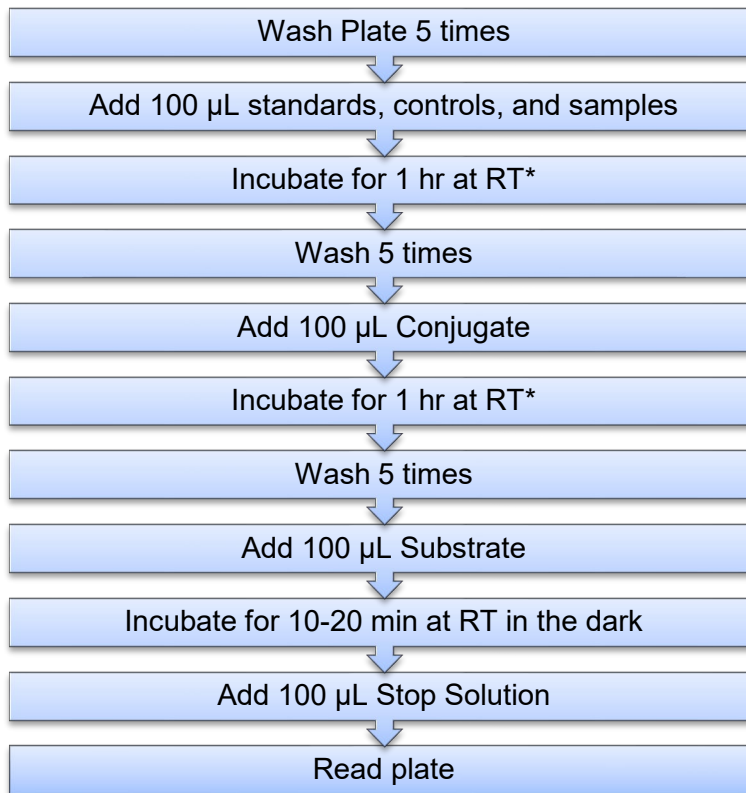 Wash Plate 5 times
Add 100 µL standards, controls, and samples
Incubate for 1 hr at RT*
Wash 5 times
Add 100 µL Conjugate
Incubate for 1 hr at RT*
Wash 5 times
Add 100 µL Substrate
Incubate for 10-20 min at RT in the dark
Add 100 µL Stop Solution
Read plate